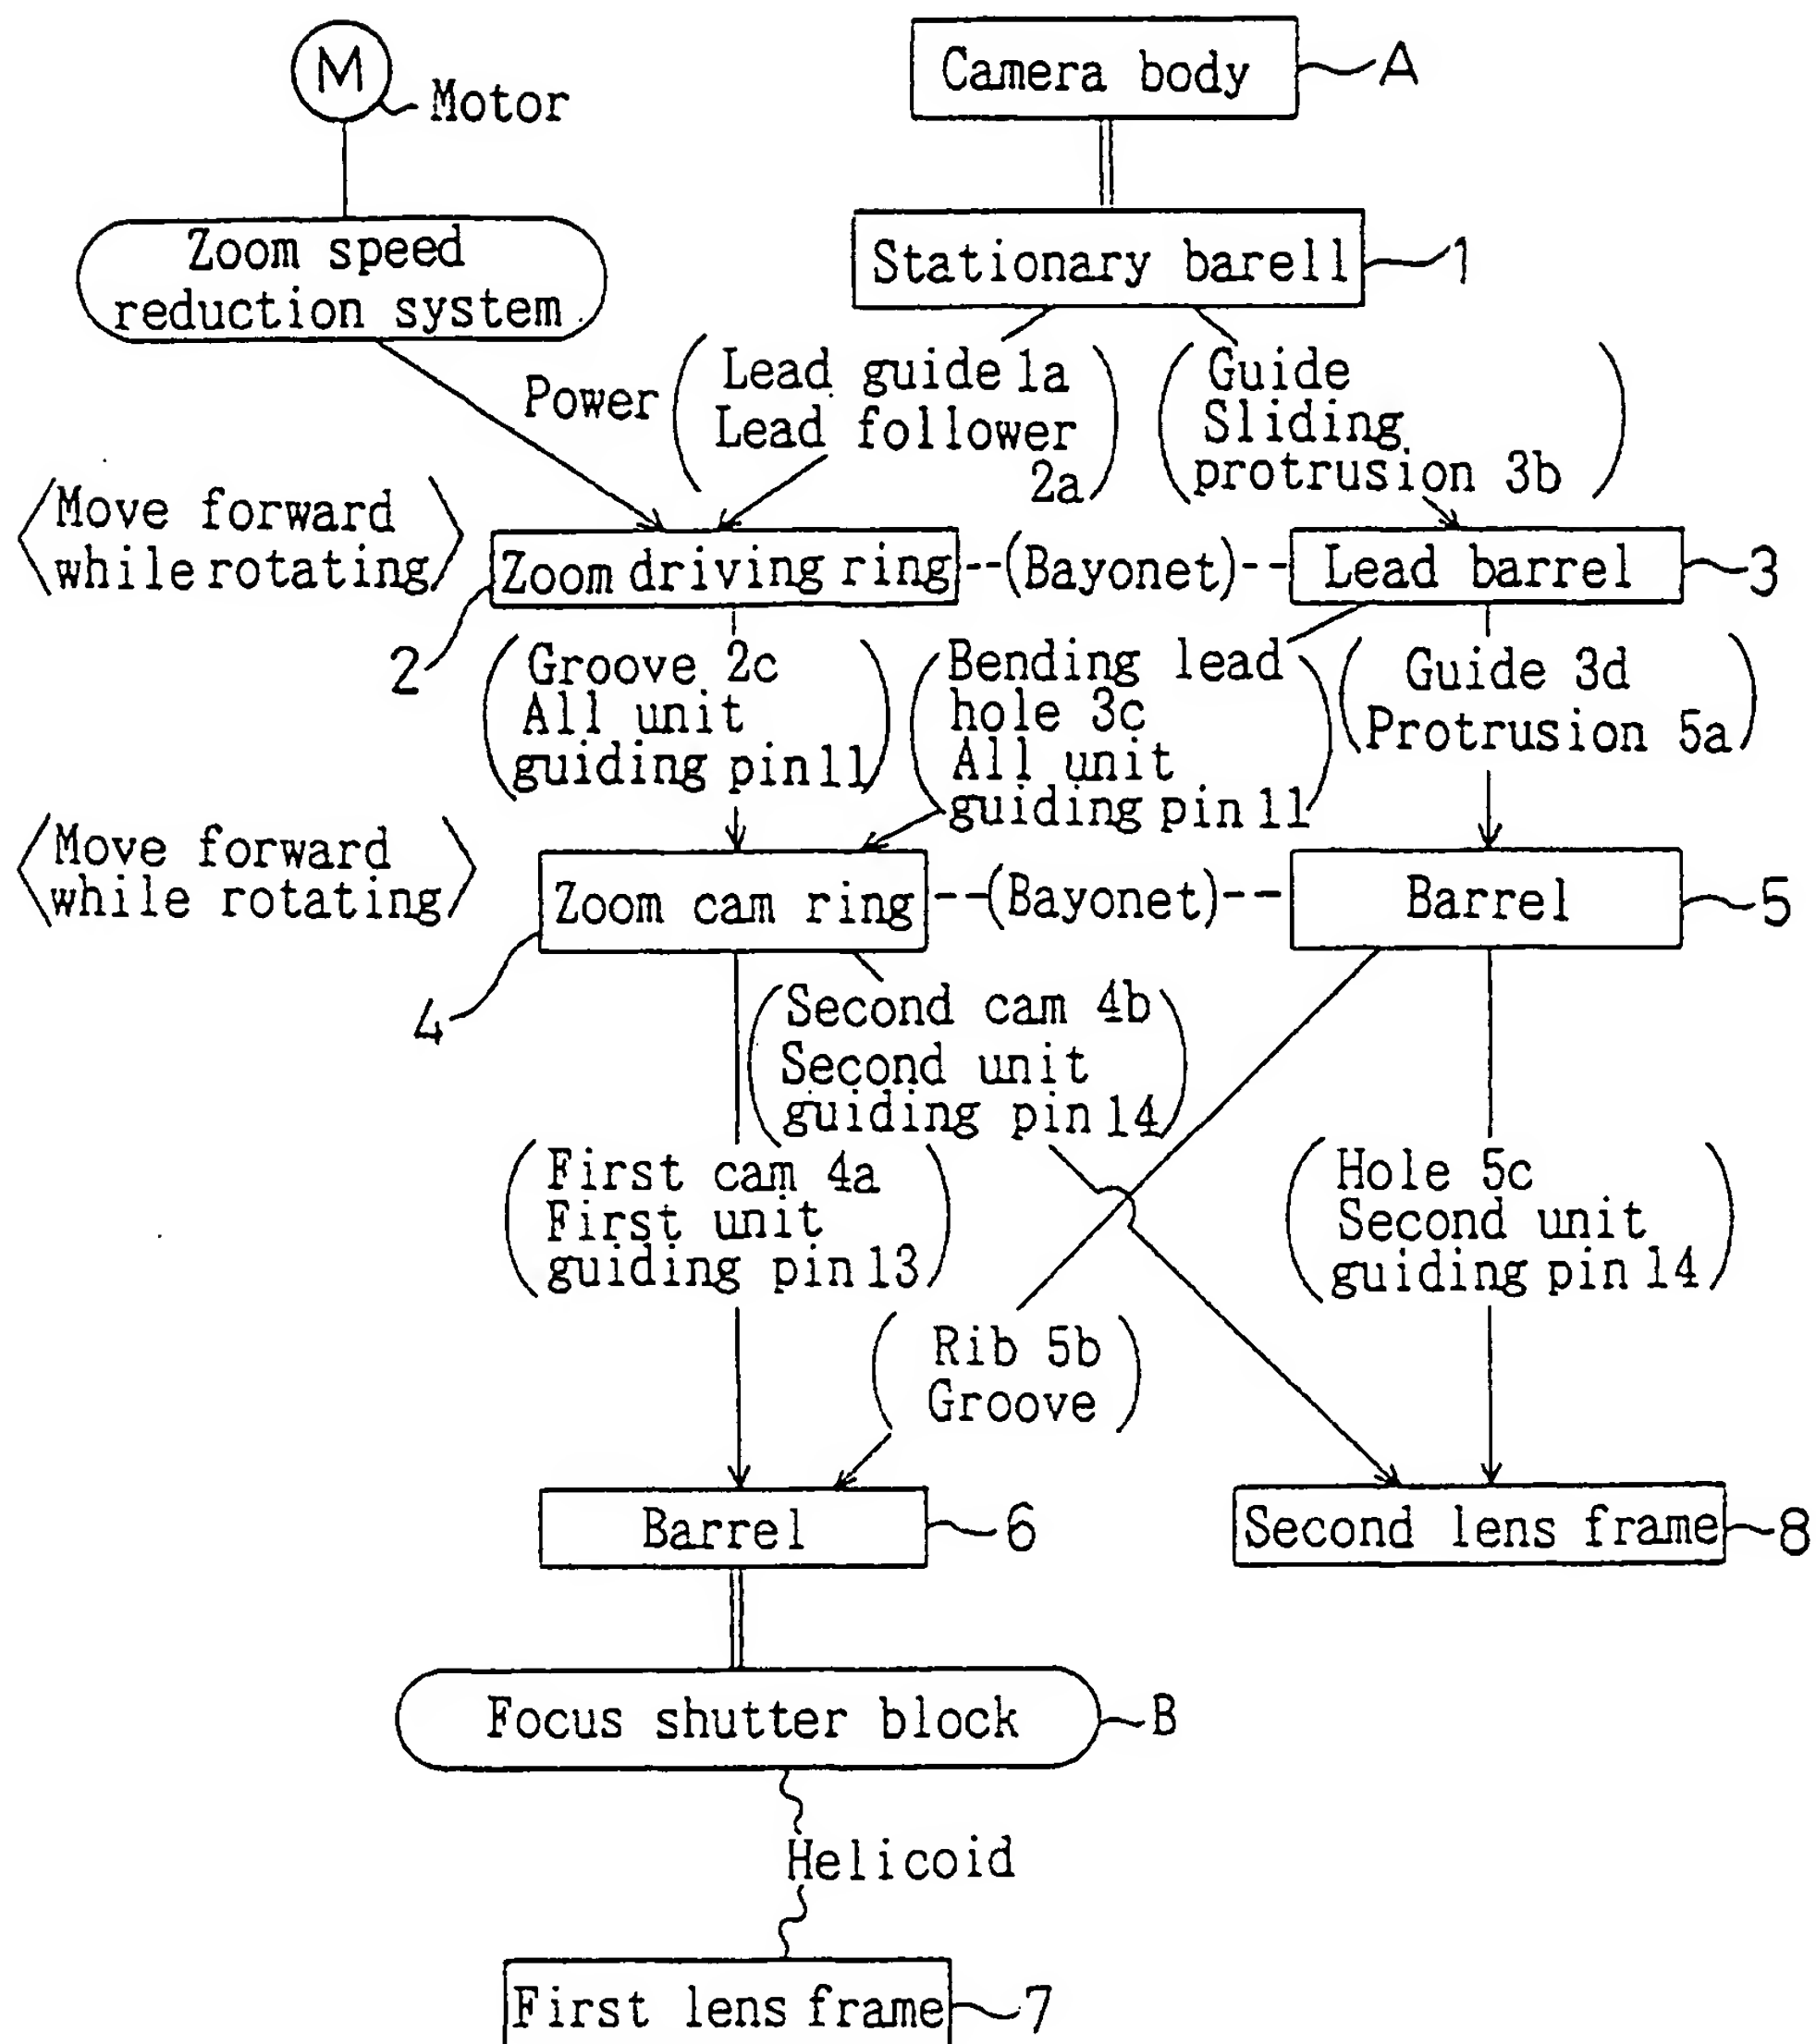 M
Motor
Camera body
A
Zoom speed
reduction system
Stationary barell
1
Power
Lead guide 1a
Lead follower
2a
Guide
Sliding
protrusion 3b
Move forward
while rotating
Zoom driving ring
(Bayonet)
Lead barrel
3
2
Groove 2c
All unit
guiding pin 11
Bending lead
hole 3c
All unit
guiding pin 11
Guide 3d
Protrusion 5a
Move forward
while rotating
Zoom cam ring
(Bayonet)
Barrel
5
4
Second cam 4b
Second unit
guiding pin 14
First cam 4a
First unit
guiding pin 13
Hole 5c
Second unit
guiding pin 14
Rib 5b
Groove
Barrel
6
Second lens frame
8
Focus shutter block
B
Helicoid
First lens frame
7